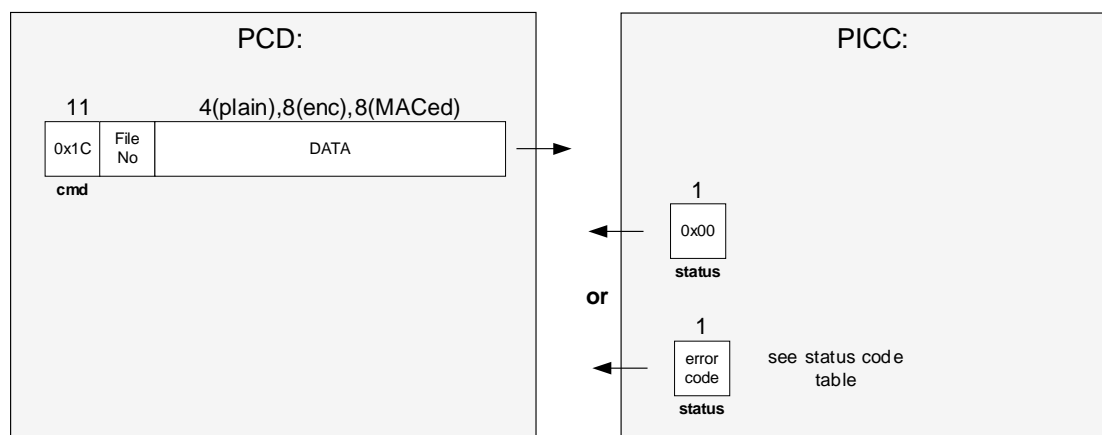 PCD:
11
4(plain),8(enc),8(MACed)
0x1C
File
No
DATA
cmd
PICC:
1
0x00
status
or
1
error
code
status
see status code
table